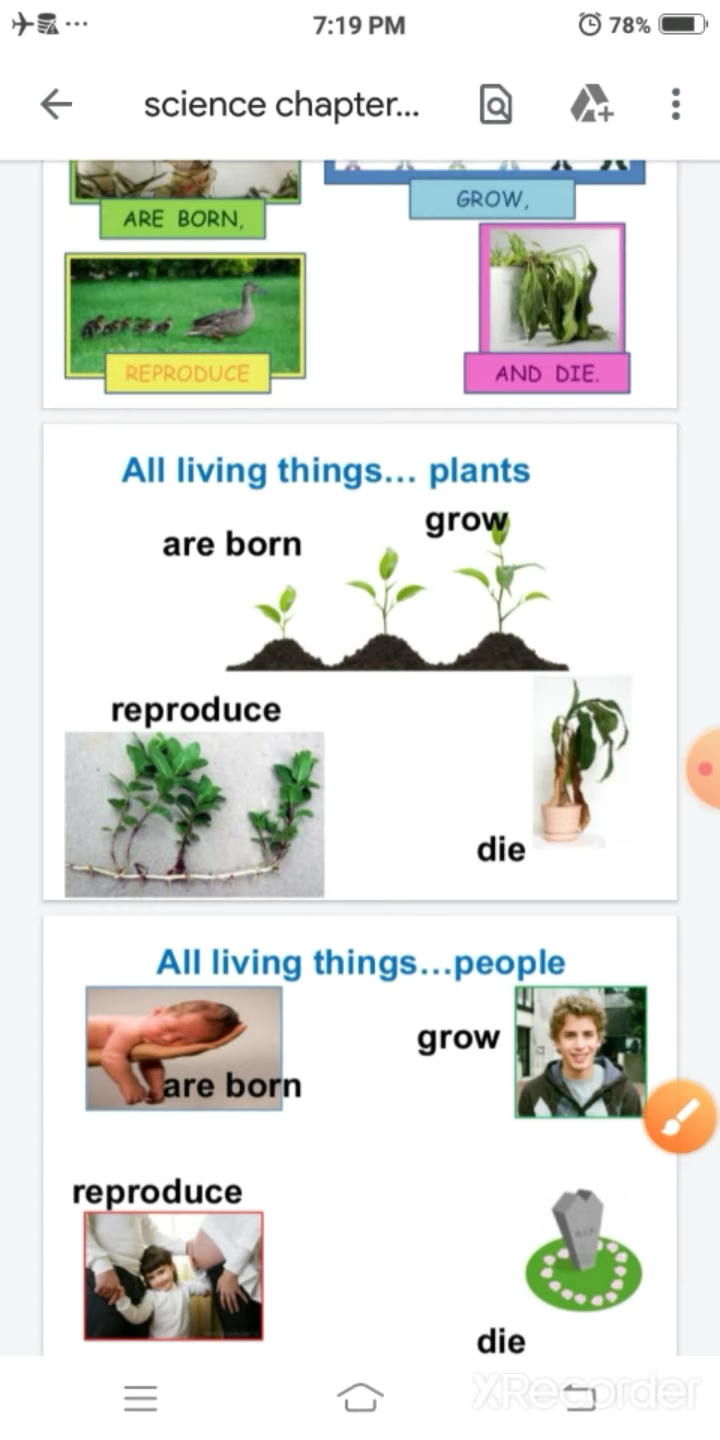 7:19 PM
78%
science chapter...
ARE BORN,
GROW,
REPRODUCE
AND DIE.
All living things... plants
are born
grow
reproduce
die
All living things...people
are born
grow
reproduce
die
XRecorder